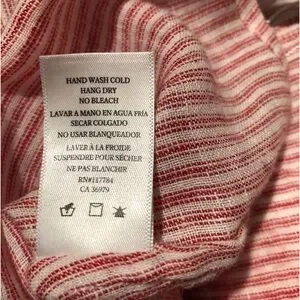 HAND WASH COLD
HANG DRY
NO BLEACH
LAVAR A MANO EN AGUA FRÍA
SECAR COLGADO
NO USAR BLANQUEADOR
LAVER À LA FROIDE
SUSPENDRE POUR SÉCHER
NE PAS BLANCHIR
RN#117784
CA 36979